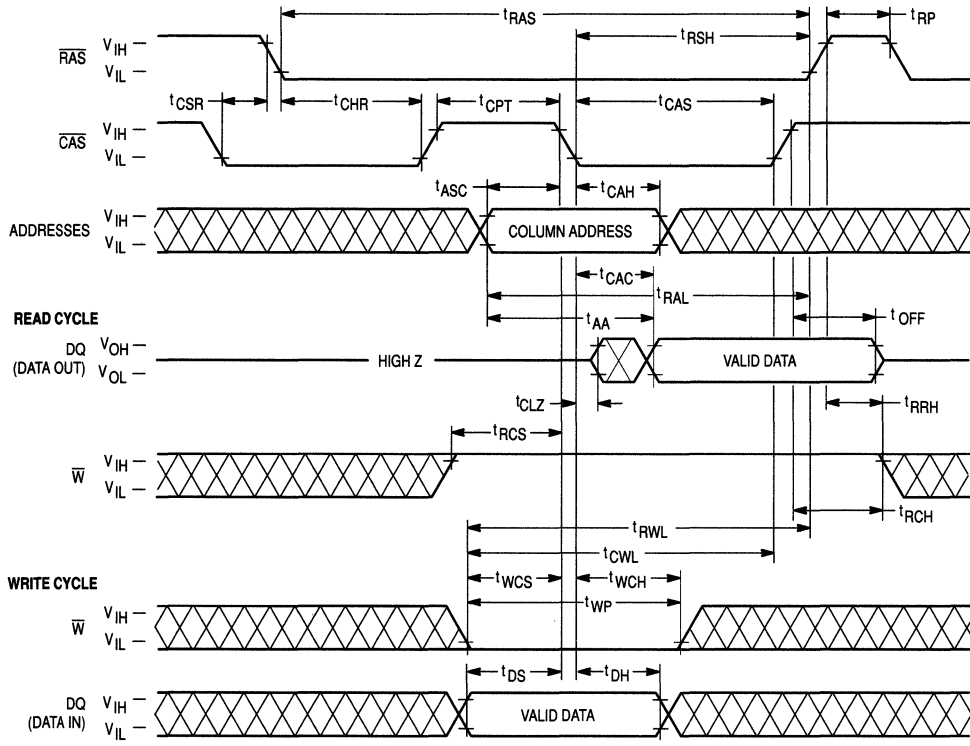 tRAS
tRP
tRSH
RAS
VIH
VIL
tCSR
tCHR
tCPT
tCAS
CAS
VIH
VIL
tASC
tCAH
ADDRESSES
VIH
VIL
COLUMN ADDRESS
tCAC
tRAL
READ CYCLE
tAA
tOFF
DQ
(DATA OUT)
VOH
VOL
HIGH Z
VALID DATA
tCLZ
tRRH
tRCS
W
VIH
VIL
tRCH
tRWL
tCWL
WRITE CYCLE
tWCS
tWCH
tWP
W
VIH
VIL
tDS
tDH
DQ
(DATA IN)
VIH
VIL
VALID DATA